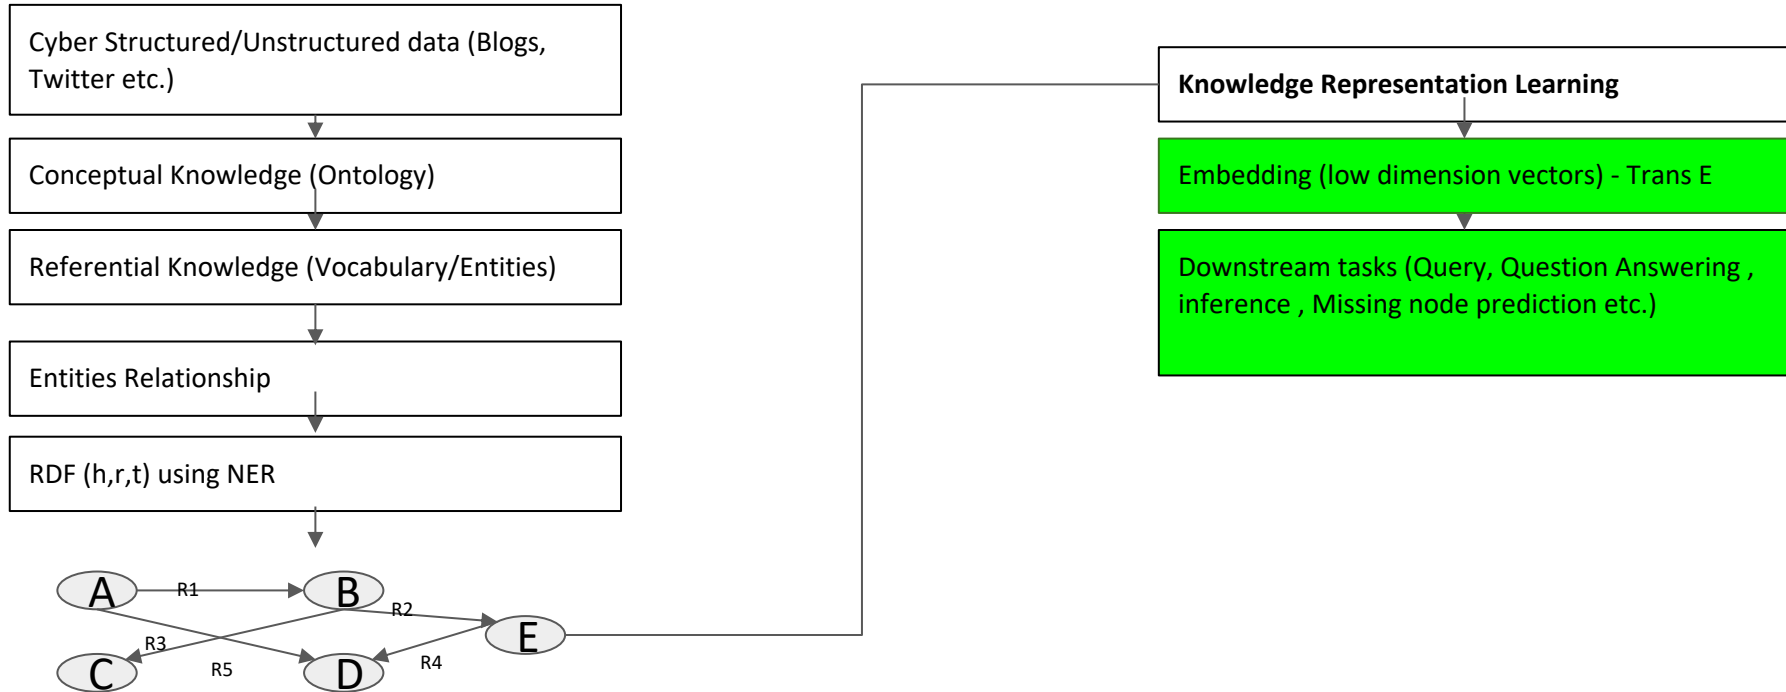 Cyber Structured/Unstructured data (Blogs,
Twitter etc.)
Conceptual Knowledge (Ontology)
Referential Knowledge (Vocabulary/Entities)
Entities Relationship
RDF (h,r,t) using NER
A
R1
B
R2
E
R3
C
R5
D
R4
Knowledge Representation Learning
Embedding (low dimension vectors) - Trans E
Downstream tasks (Query, Question Answering ,
inference , Missing node prediction etc.)